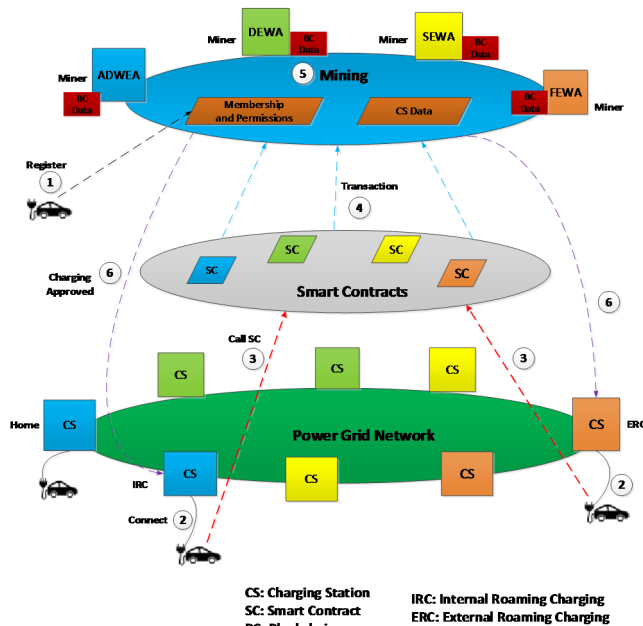 DEWA
SEWA
Miner
BC
Data
Miner
BC
Data
ADWEA
Miner
BC
Data
5
Mining
FEWA
BC
Data
Miner
Membership
and Permissions
CS Data
Register
1
Transaction
4
SC
SC
SC
SC
6
Charging
Approved
Smart Contracts
6
Call SC
3
3
CS
CS
CS
Home
CS
CS
ERC
Power Grid Network
IRC
CS
CS
CS
2
Connect
2
CS: Charging Station
SC: Smart Contract
IRC: Internal Roaming Charging
ERC: External Roaming Charging